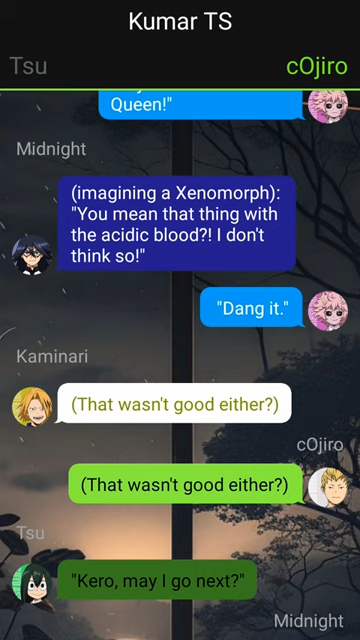 Kumar TS
Tsu
cOjiro
Queen!"
Midnight
(imagining a Xenomorph):
"You mean that thing with
the acidic blood?! I don't
think so!"
"Dang it."
Kaminari
(That wasn't good either?)
cOjiro
(That wasn't good either?)
Tsu
"Kero, may I go next?"
Midnight